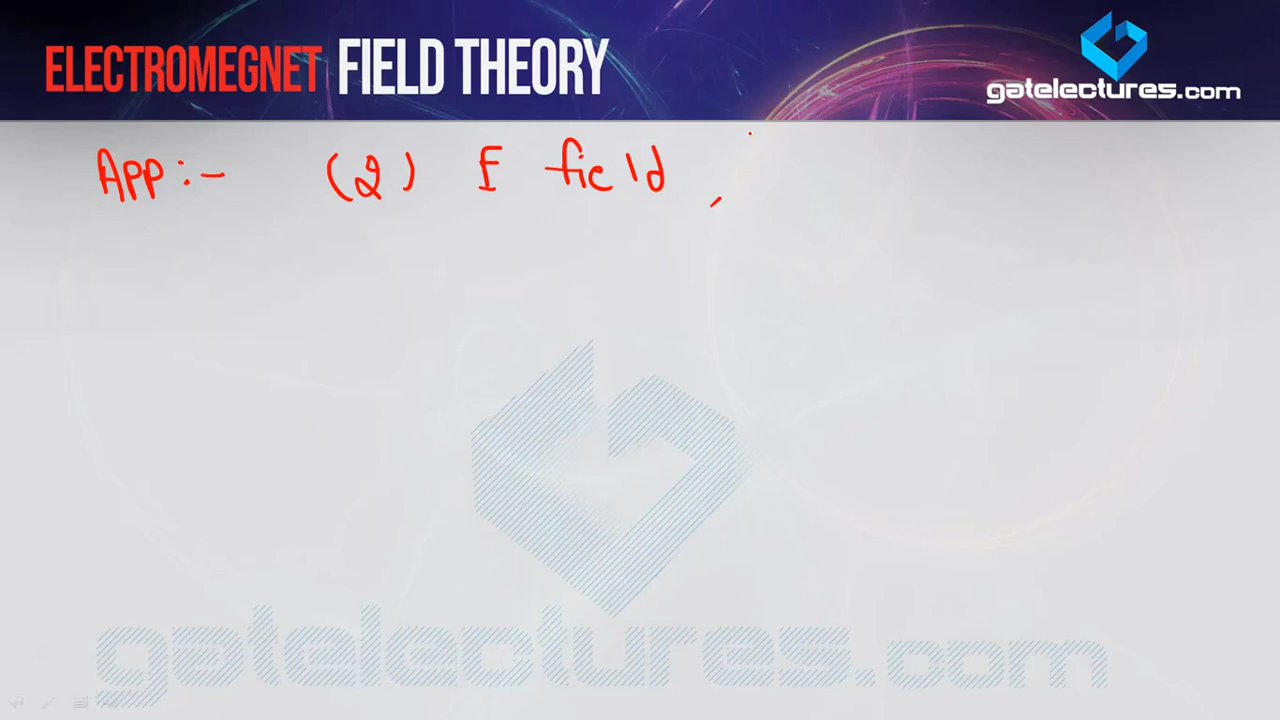 ELECTROMEGNET FIELD THEORY
gatelectures.com
App:- (2) E field ,
gatelectures.com